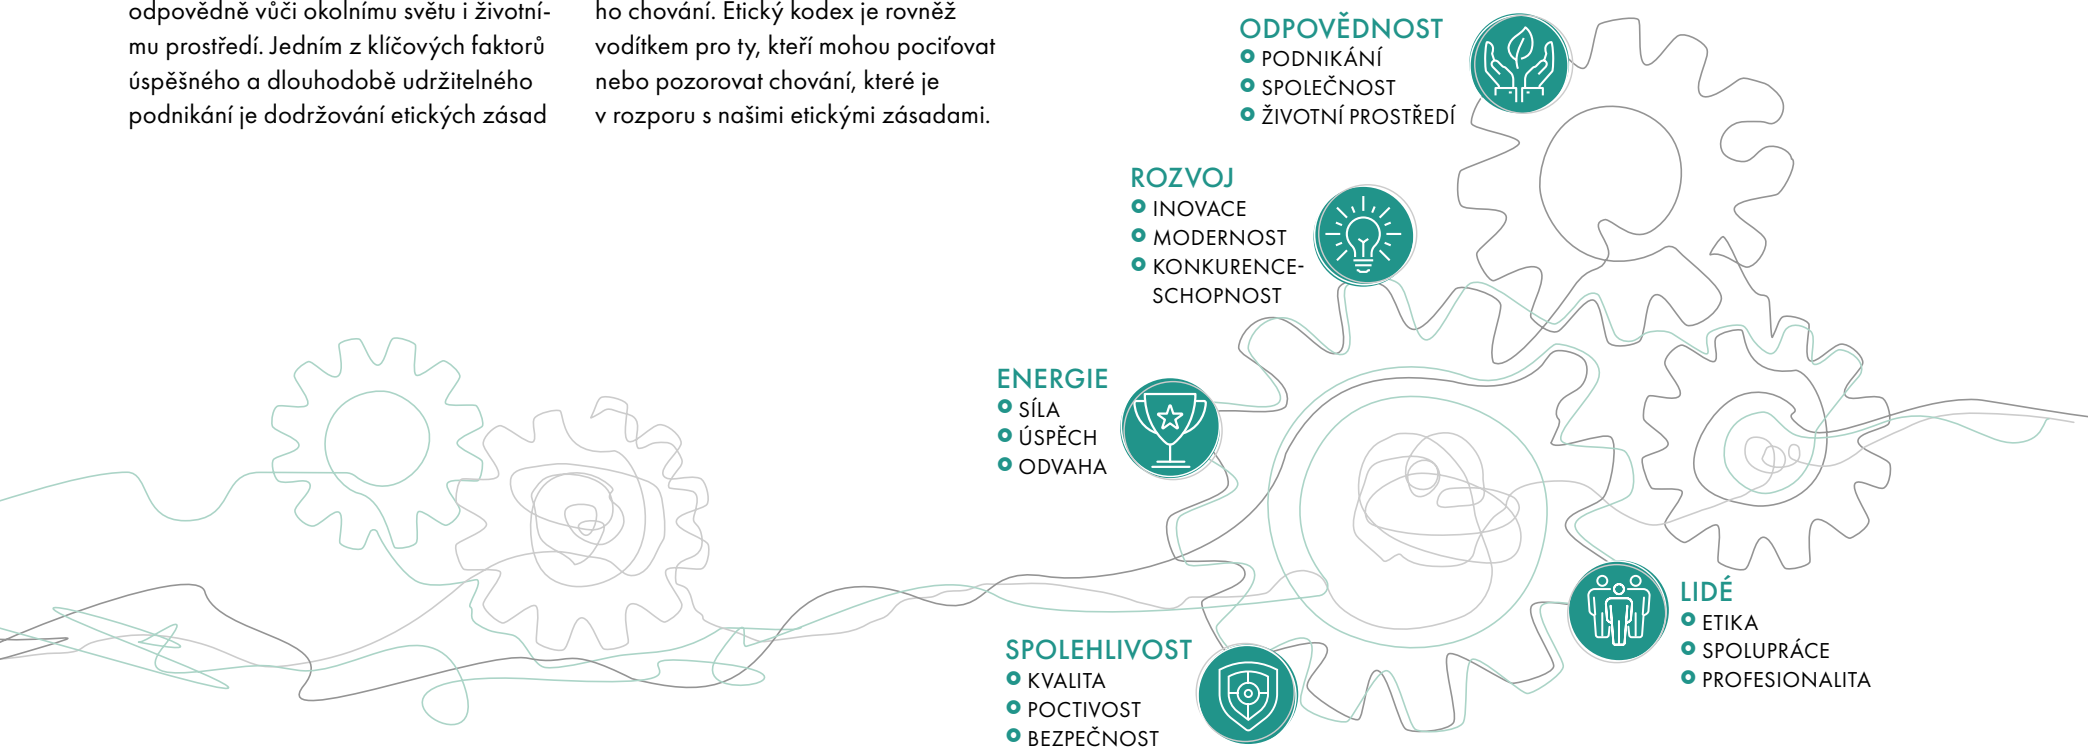 odpovědně vůči okolnímu světu i životní-
mu prostředí. Jedním z klíčových faktorů
úspěšného a dlouhodobě udržitelného
podnikání je dodržování etických zásad
ho chování. Etický kodex je rovněž
vodítkem pro ty, kteří mohou pociťovat
nebo pozorovat chování, které je
v rozporu s našimi etickými zásadami.
ODPOVĚDNOST
PODNIKÁNÍ
SPOLEČNOST
ŽIVOTNÍ PROSTŘEDÍ
ROZVOJ
INOVACE
MODERNOST
KONKURENCE-
SCHOPNOST
ENERGIE
SÍLA
ÚSPĚCH
ODVAHA
LIDÉ
ETIKA
SPOLUPRÁCE
PROFESIONALITA
SPOLEHLIVOST
KVALITA
POCTIVOST
BEZPEČNOST